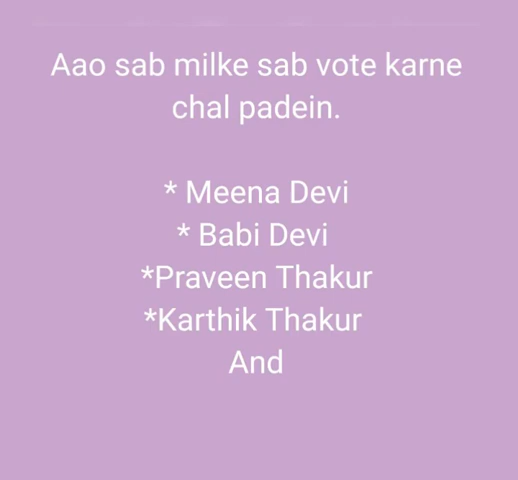 Aao sab milke sab vote karne
chal padein.
* Meena Devi
* Babi Devi
*Praveen Thakur
*Karthik Thakur
And